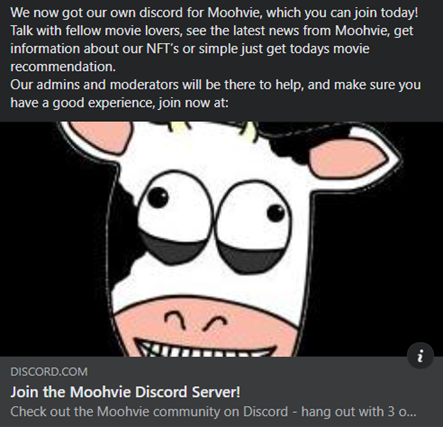 We now got our own discord for Moohvie, which you can join today!
Talk with fellow movie lovers, see the latest news from Moohvie, get
information about our NFT's or simple just get todays movie
recommendation.
Our admins and moderators will be there to help, and make sure you
have a good experience, join now at:
DISCORD.COM
Join the Moohvie Discord Server!
Check out the Moohvie community on Discord - hang out with 3 o...